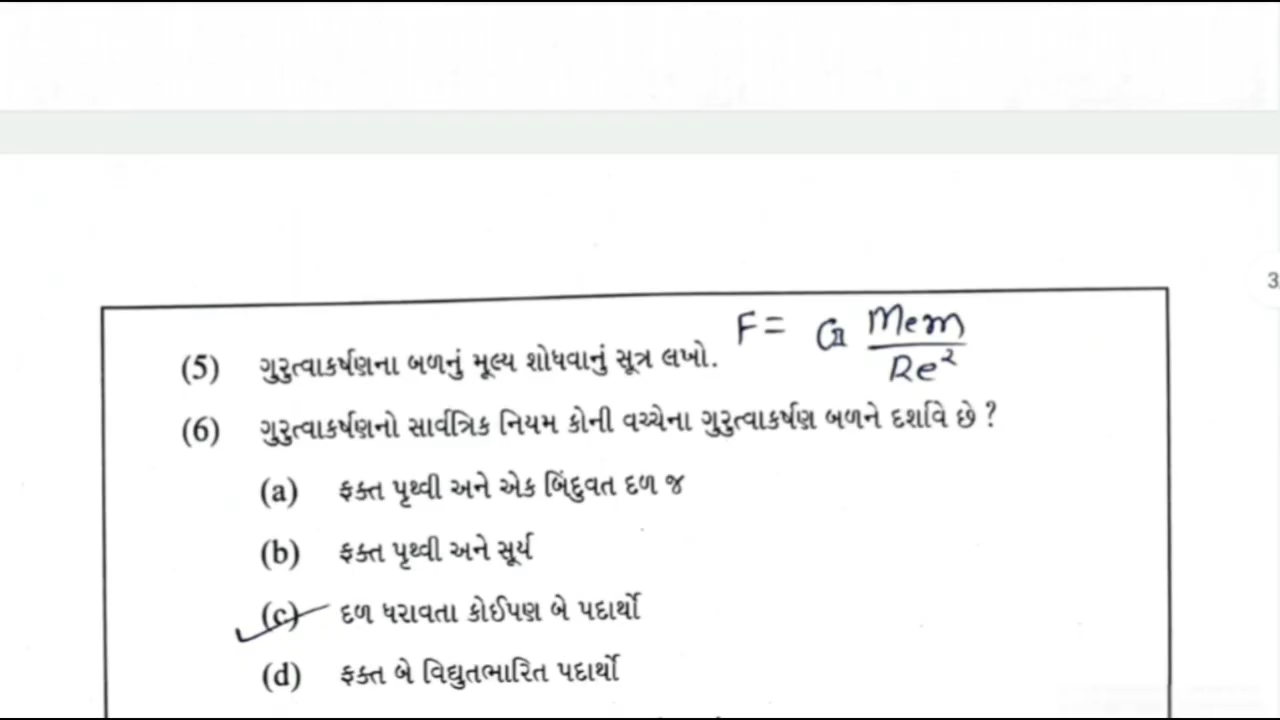 3
(5) ગુરુત્વાકર્ષણના બળનું મૂલ્ય શોધવાનું સૂત્ર લખો. F = G Mem / Re²
(6) ગુરુત્વાકર્ષણનો સાર્વત્રિક નિયમ કોની વચ્ચેના ગુરુત્વાકર્ષણ બળને દર્શાવે છે ?
(a) ફક્ત પૃથ્વી અને એક બિંદુવત દળ જ
(b) ફક્ત પૃથ્વી અને સૂર્ય
(c) દળ ધરાવતા કોઈપણ બે પદાર્થો
(d) ફક્ત બે વિદ્યુતભારિત પદાર્થો